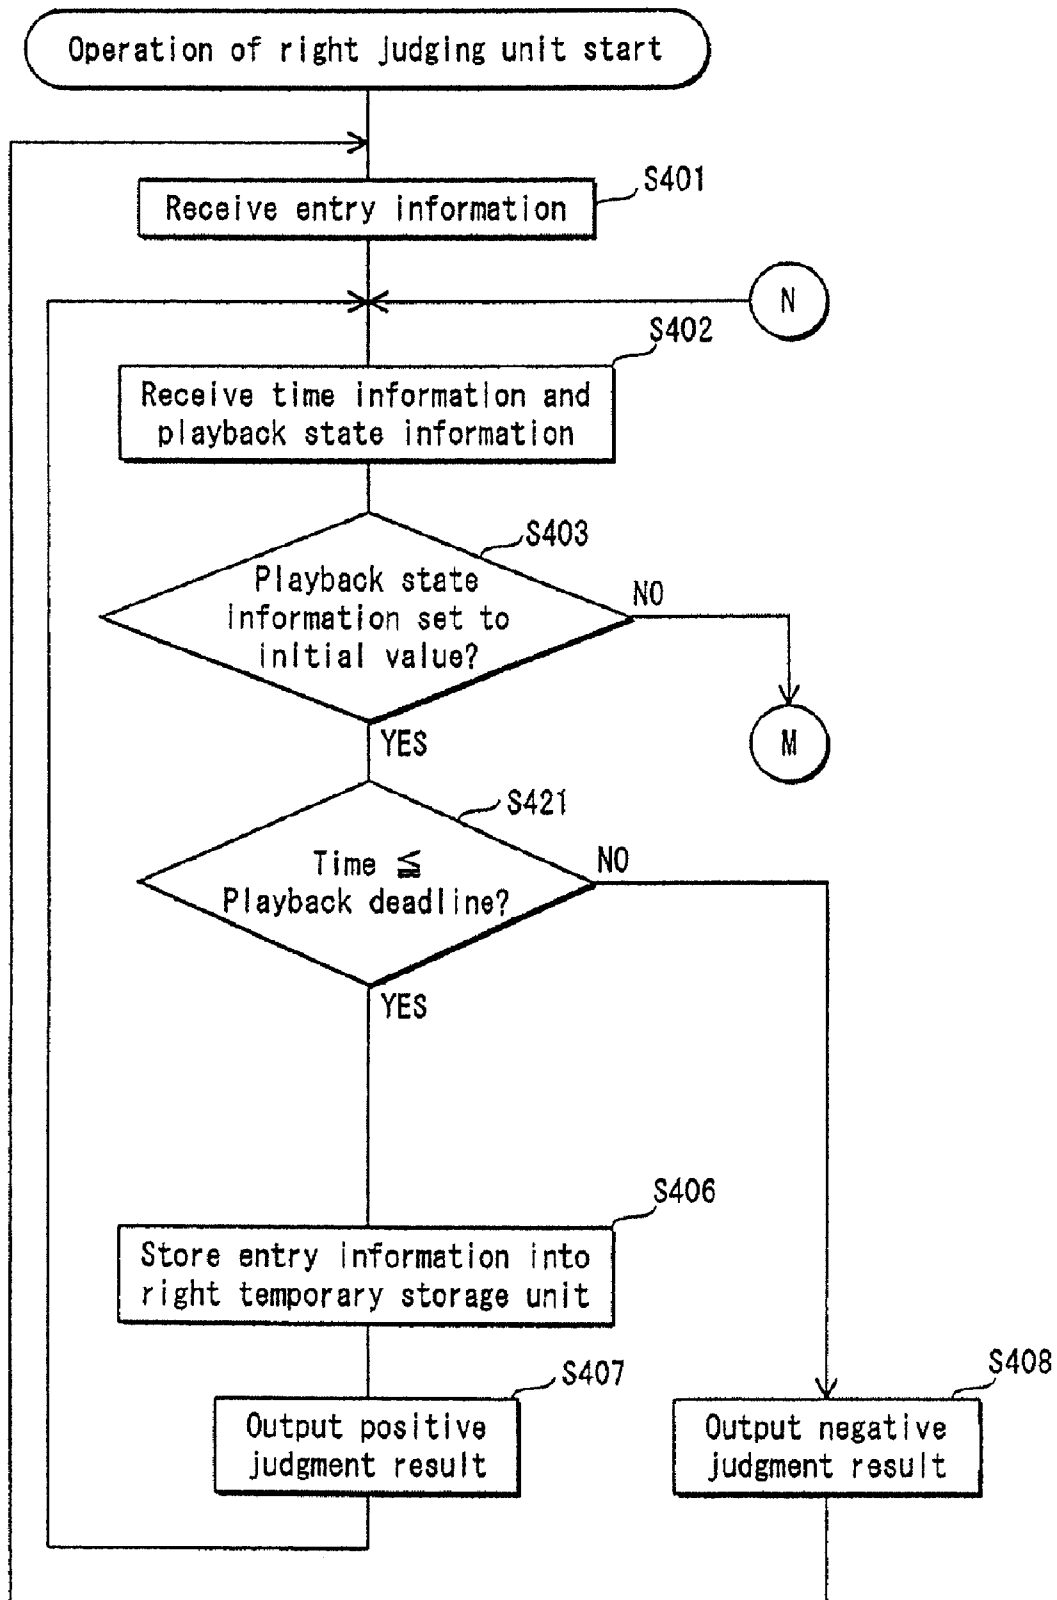 Operation of right judging unit start
S401
Receive entry information
N
S402
Receive time information and
playback state information
S403
Playback state
information set to
initial value?
NO
YES
M
S421
Time ≦
Playback deadline?
NO
YES
S406
Store entry information into
right temporary storage unit
S407
Output positive
judgment result
S408
Output negative
judgment result